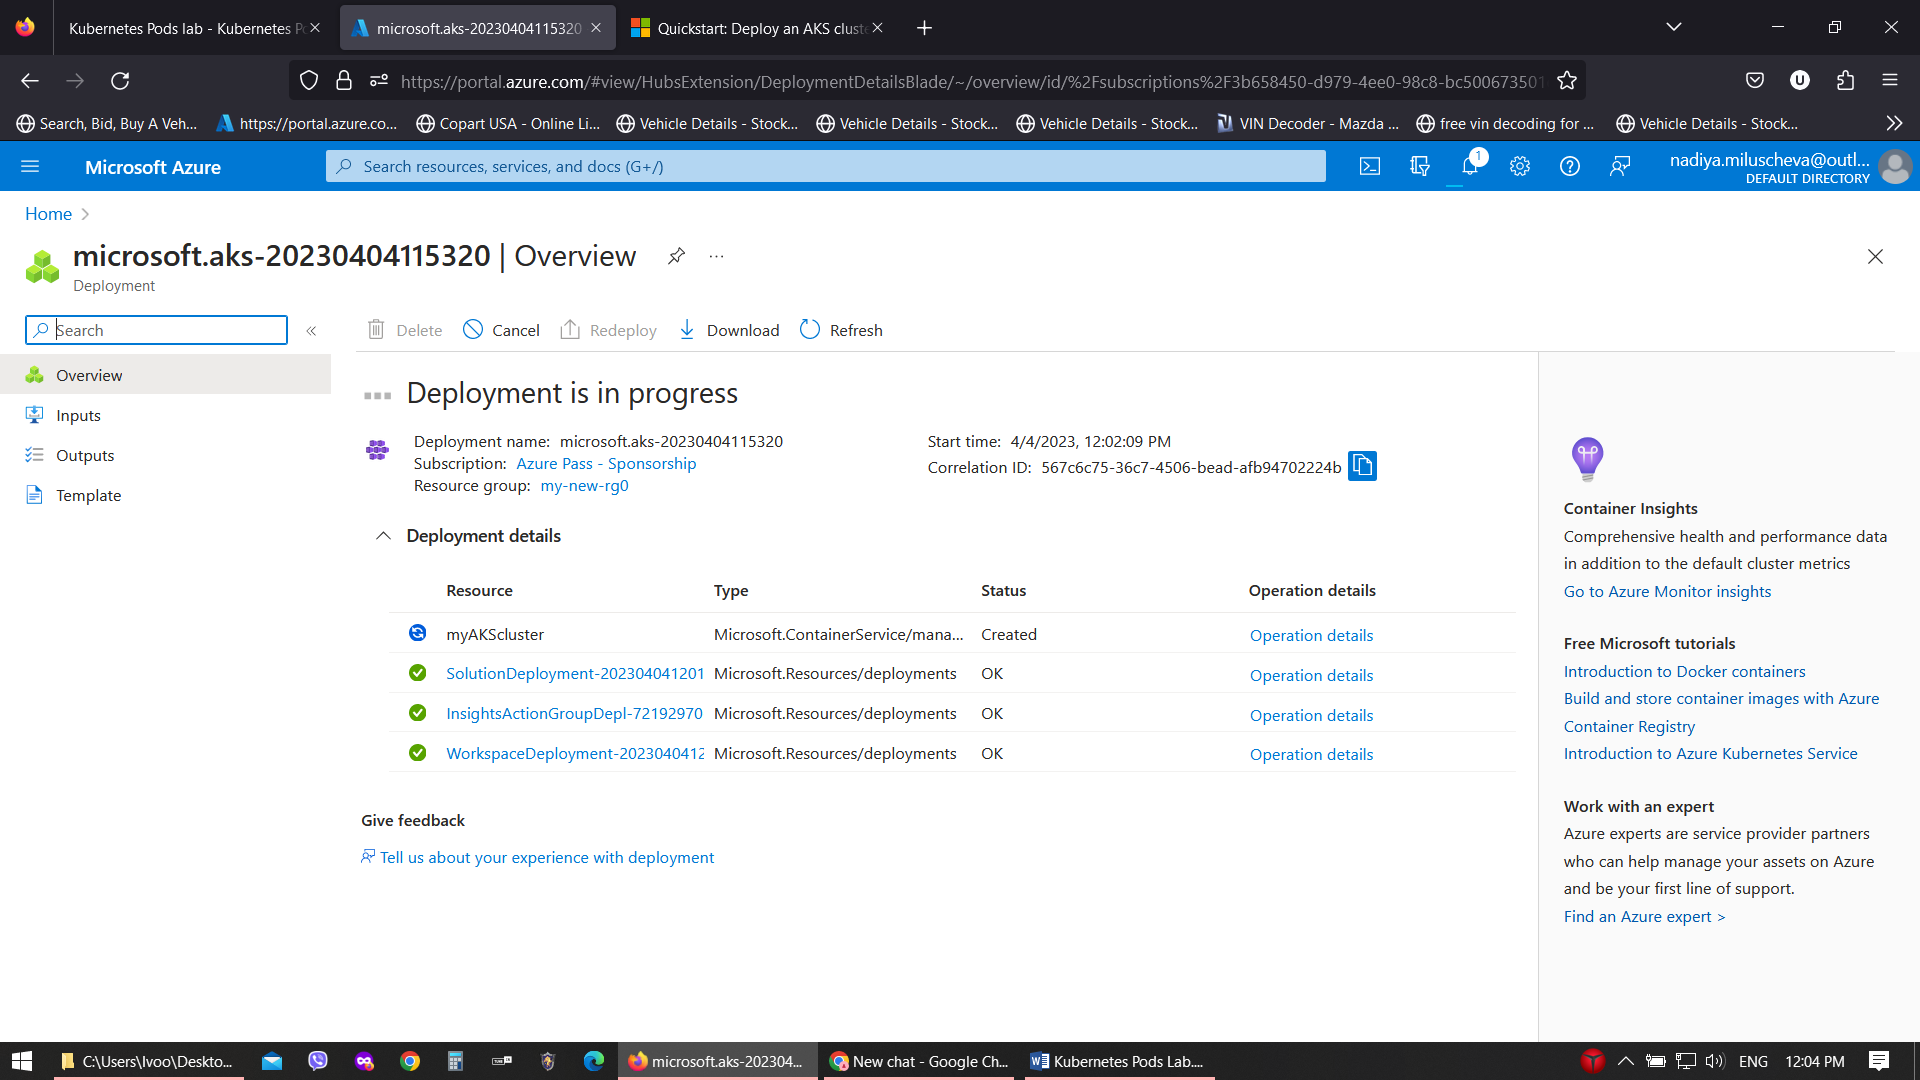 Kubernetes Pods lab - Kubernetes P
microsoft.aks-20230404115320
Quickstart: Deploy an AKS cluste
https://portal.azure.com/#view/HubsExtension/DeploymentDetailsBlade/~/overview/id/%2Fsubscriptions%2F3b658450-d979-4ee0-98c8-bc500673501
Search, Bid, Buy A Veh...
https://portal.azure.co...
Copart USA - Online Li...
Vehicle Details - Stock...
Vehicle Details - Stock...
Vehicle Details - Stock...
VIN Decoder - Mazda ...
free vin decoding for ...
Vehicle Details - Stock...
Microsoft Azure
Search resources, services, and docs (G+/)
1
nadiya.miluscheva@outl...
DEFAULT DIRECTORY
Home
microsoft.aks-20230404115320 | Overview
Deployment
Search
Delete
Cancel
Redeploy
Download
Refresh
Overview
Inputs
Outputs
Template
Deployment is in progress
Deployment name: microsoft.aks-20230404115320
Subscription: Azure Pass - Sponsorship
Resource group: my-new-rg0
Start time: 4/4/2023, 12:02:09 PM
Correlation ID: 567c6c75-36c7-4506-bead-afb94702224b
Deployment details
Resource Type Status Operation details
myAKScluster Microsoft.ContainerService/mana... Created Operation details
SolutionDeployment-202304041201 Microsoft.Resources/deployments OK Operation details
InsightsActionGroupDepl-72192970 Microsoft.Resources/deployments OK Operation details
WorkspaceDeployment-2023040412 Microsoft.Resources/deployments OK Operation details
Give feedback
Tell us about your experience with deployment
Container Insights
Comprehensive health and performance data
in addition to the default cluster metrics
Go to Azure Monitor insights
Free Microsoft tutorials
Introduction to Docker containers
Build and store container images with Azure
Container Registry
Introduction to Azure Kubernetes Service
Work with an expert
Azure experts are service provider partners
who can help manage your assets on Azure
and be your first line of support.
Find an Azure expert >
C:\Users\Ivoo\Deskto...
microsoft.aks-202304...
New chat - Google Ch...
Kubernetes Pods Lab....
ENG
12:04 PM